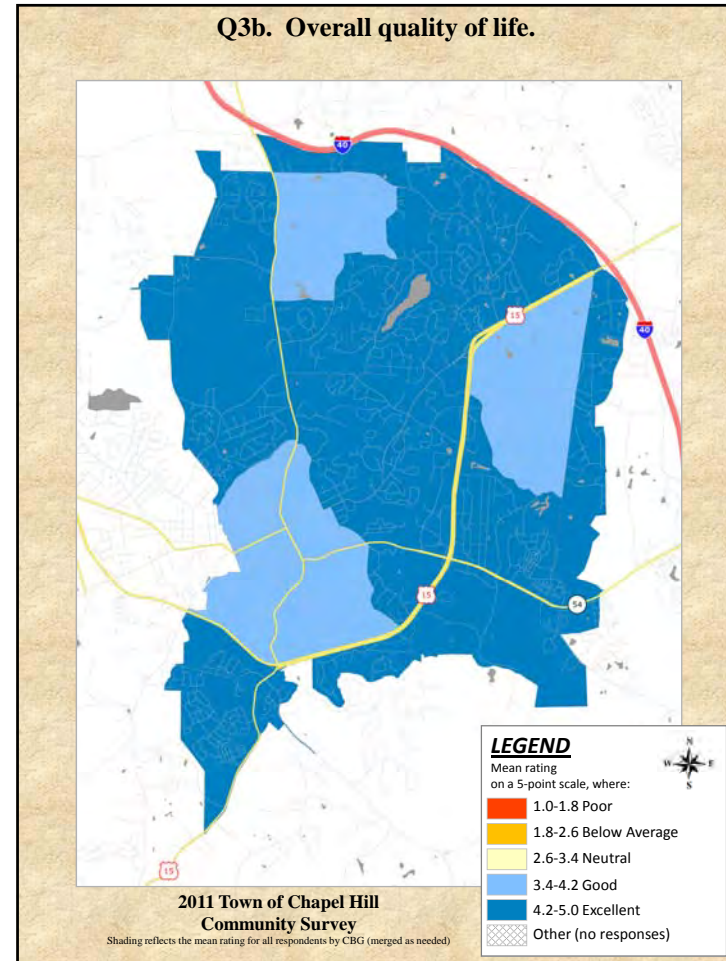 Q3b. Overall quality of life.
40
15
40
15
54
15
LEGEND
Mean rating
on a 5-point scale, where:
N
W E
S
1.0-1.8 Poor
1.8-2.6 Below Average
2.6-3.4 Neutral
3.4-4.2 Good
4.2-5.0 Excellent
Other (no responses)
2011 Town of Chapel Hill
Community Survey
Shading reflects the mean rating for all respondents by CBG (merged as needed)